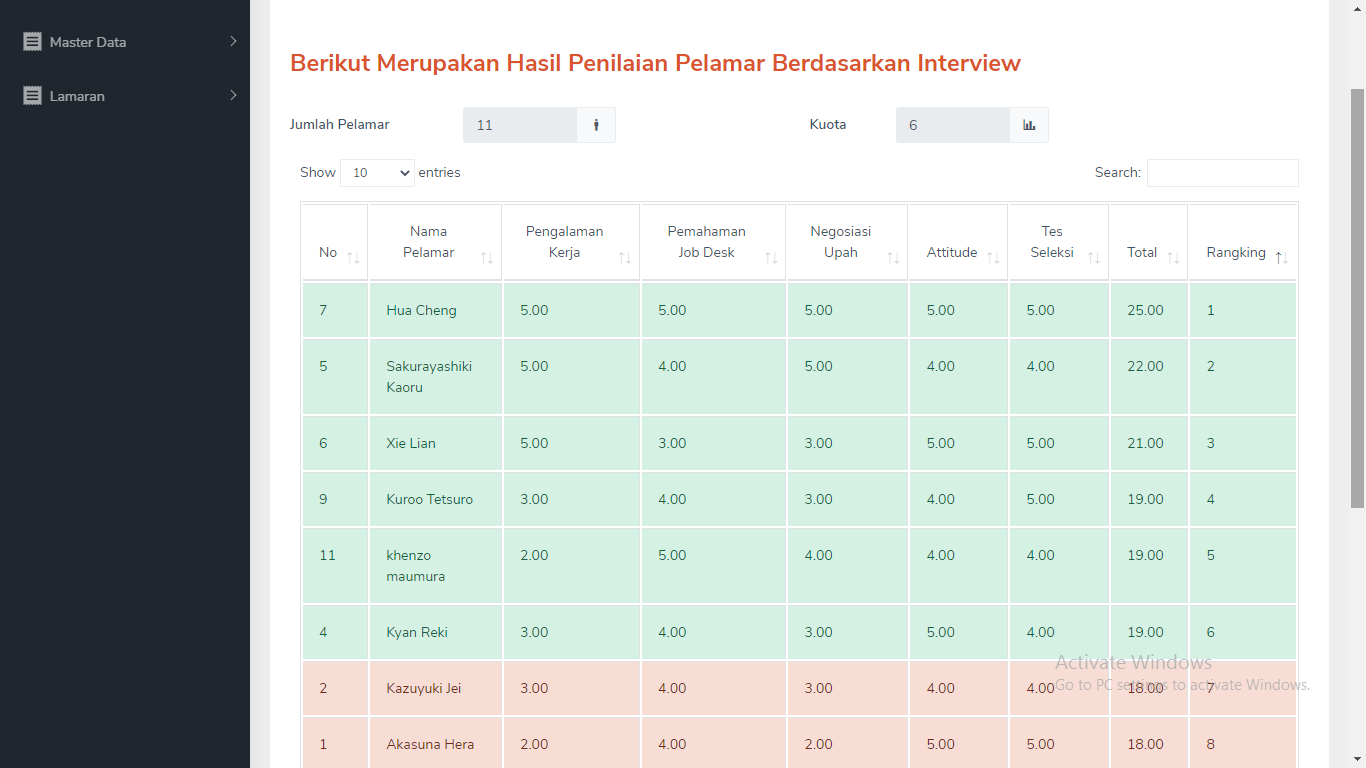 Master Data
Lamaran
Berikut Merupakan Hasil Penilaian Pelamar Berdasarkan Interview
Jumlah Pelamar 11 Kuota 6
Show 10 entries Search:
No Nama Pelamar Pengalaman Kerja Pemahaman Job Desk Negosiasi Upah Attitude Tes Seleksi Total Rangking
7 Hua Cheng 5.00 5.00 5.00 5.00 5.00 25.00 1
5 Sakurayashiki Kaoru 5.00 4.00 5.00 4.00 4.00 22.00 2
6 Xie Lian 5.00 3.00 3.00 5.00 5.00 21.00 3
9 Kuroo Tetsuro 3.00 4.00 3.00 4.00 5.00 19.00 4
11 khenzo maumura 2.00 5.00 4.00 4.00 4.00 19.00 5
4 Kyan Reki 3.00 4.00 3.00 5.00 4.00 19.00 6
2 Kazuyuki Jei 3.00 4.00 3.00 4.00 4.00 18.00 7
1 Akasuna Hera 2.00 4.00 2.00 5.00 5.00 18.00 8
Activate Windows
Go to PC settings to activate Windows.